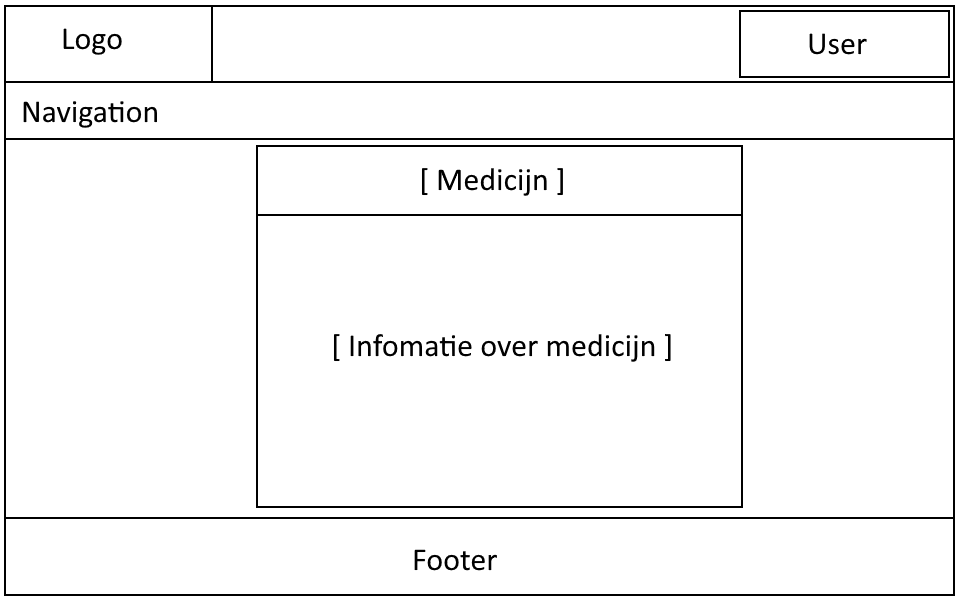 Logo
User
Navigation
[ Medicijn ]
[ Infomatie over medicijn ]
Footer